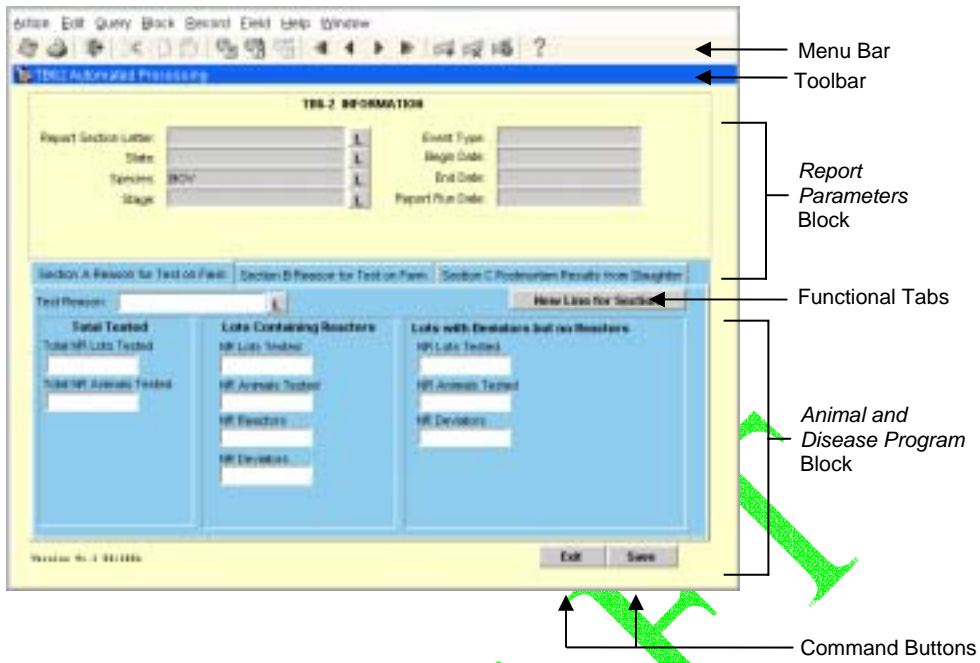 Action Edit Query Block Record Field Help Window
?
Menu Bar
TB62 Automated Processing
Toolbar
TB6-2 INFORMATION
Report Section Letter: L Event Type:
State: L Begin Date:
Species: BOV L End Date:
Stage: L Report Run Date:
Report
Parameters
Block
Section A Reason for Test on Farm Section B Reason for Test on Farm Section C Postmortem Results from Slaughter
Test Reason: L New Line for Section
Functional Tabs
Total Tested Lots Containing Reactors Lots with Deviators but no Reactors
Total NR Lots Tested NR Lots Tested NR Lots Tested
Total NR Animals Tested NR Animals Tested NR Animals Tested
NR Reactors NR Deviators
NR Deviators
Animal and
Disease Program
Block
Version
Exit Save
Command Buttons